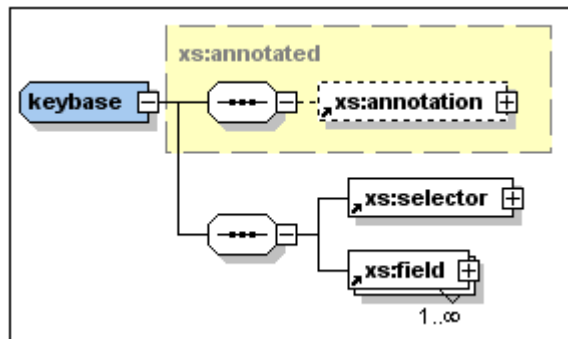 xs:annotated
keybase
xs:annotation
xs:selector
xs:field
1..∞